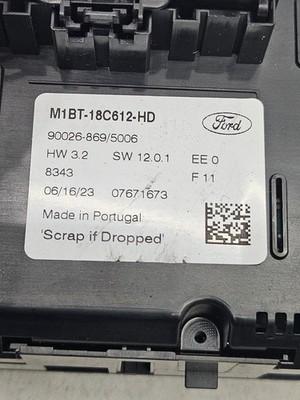 M1BT-18C612-HD
Ford
90026-869/5006
HW 3.2 SW 12.0.1 EE 0
8343 F 11
06/16/23 07671673
Made in Portugal
'Scrap if Dropped'